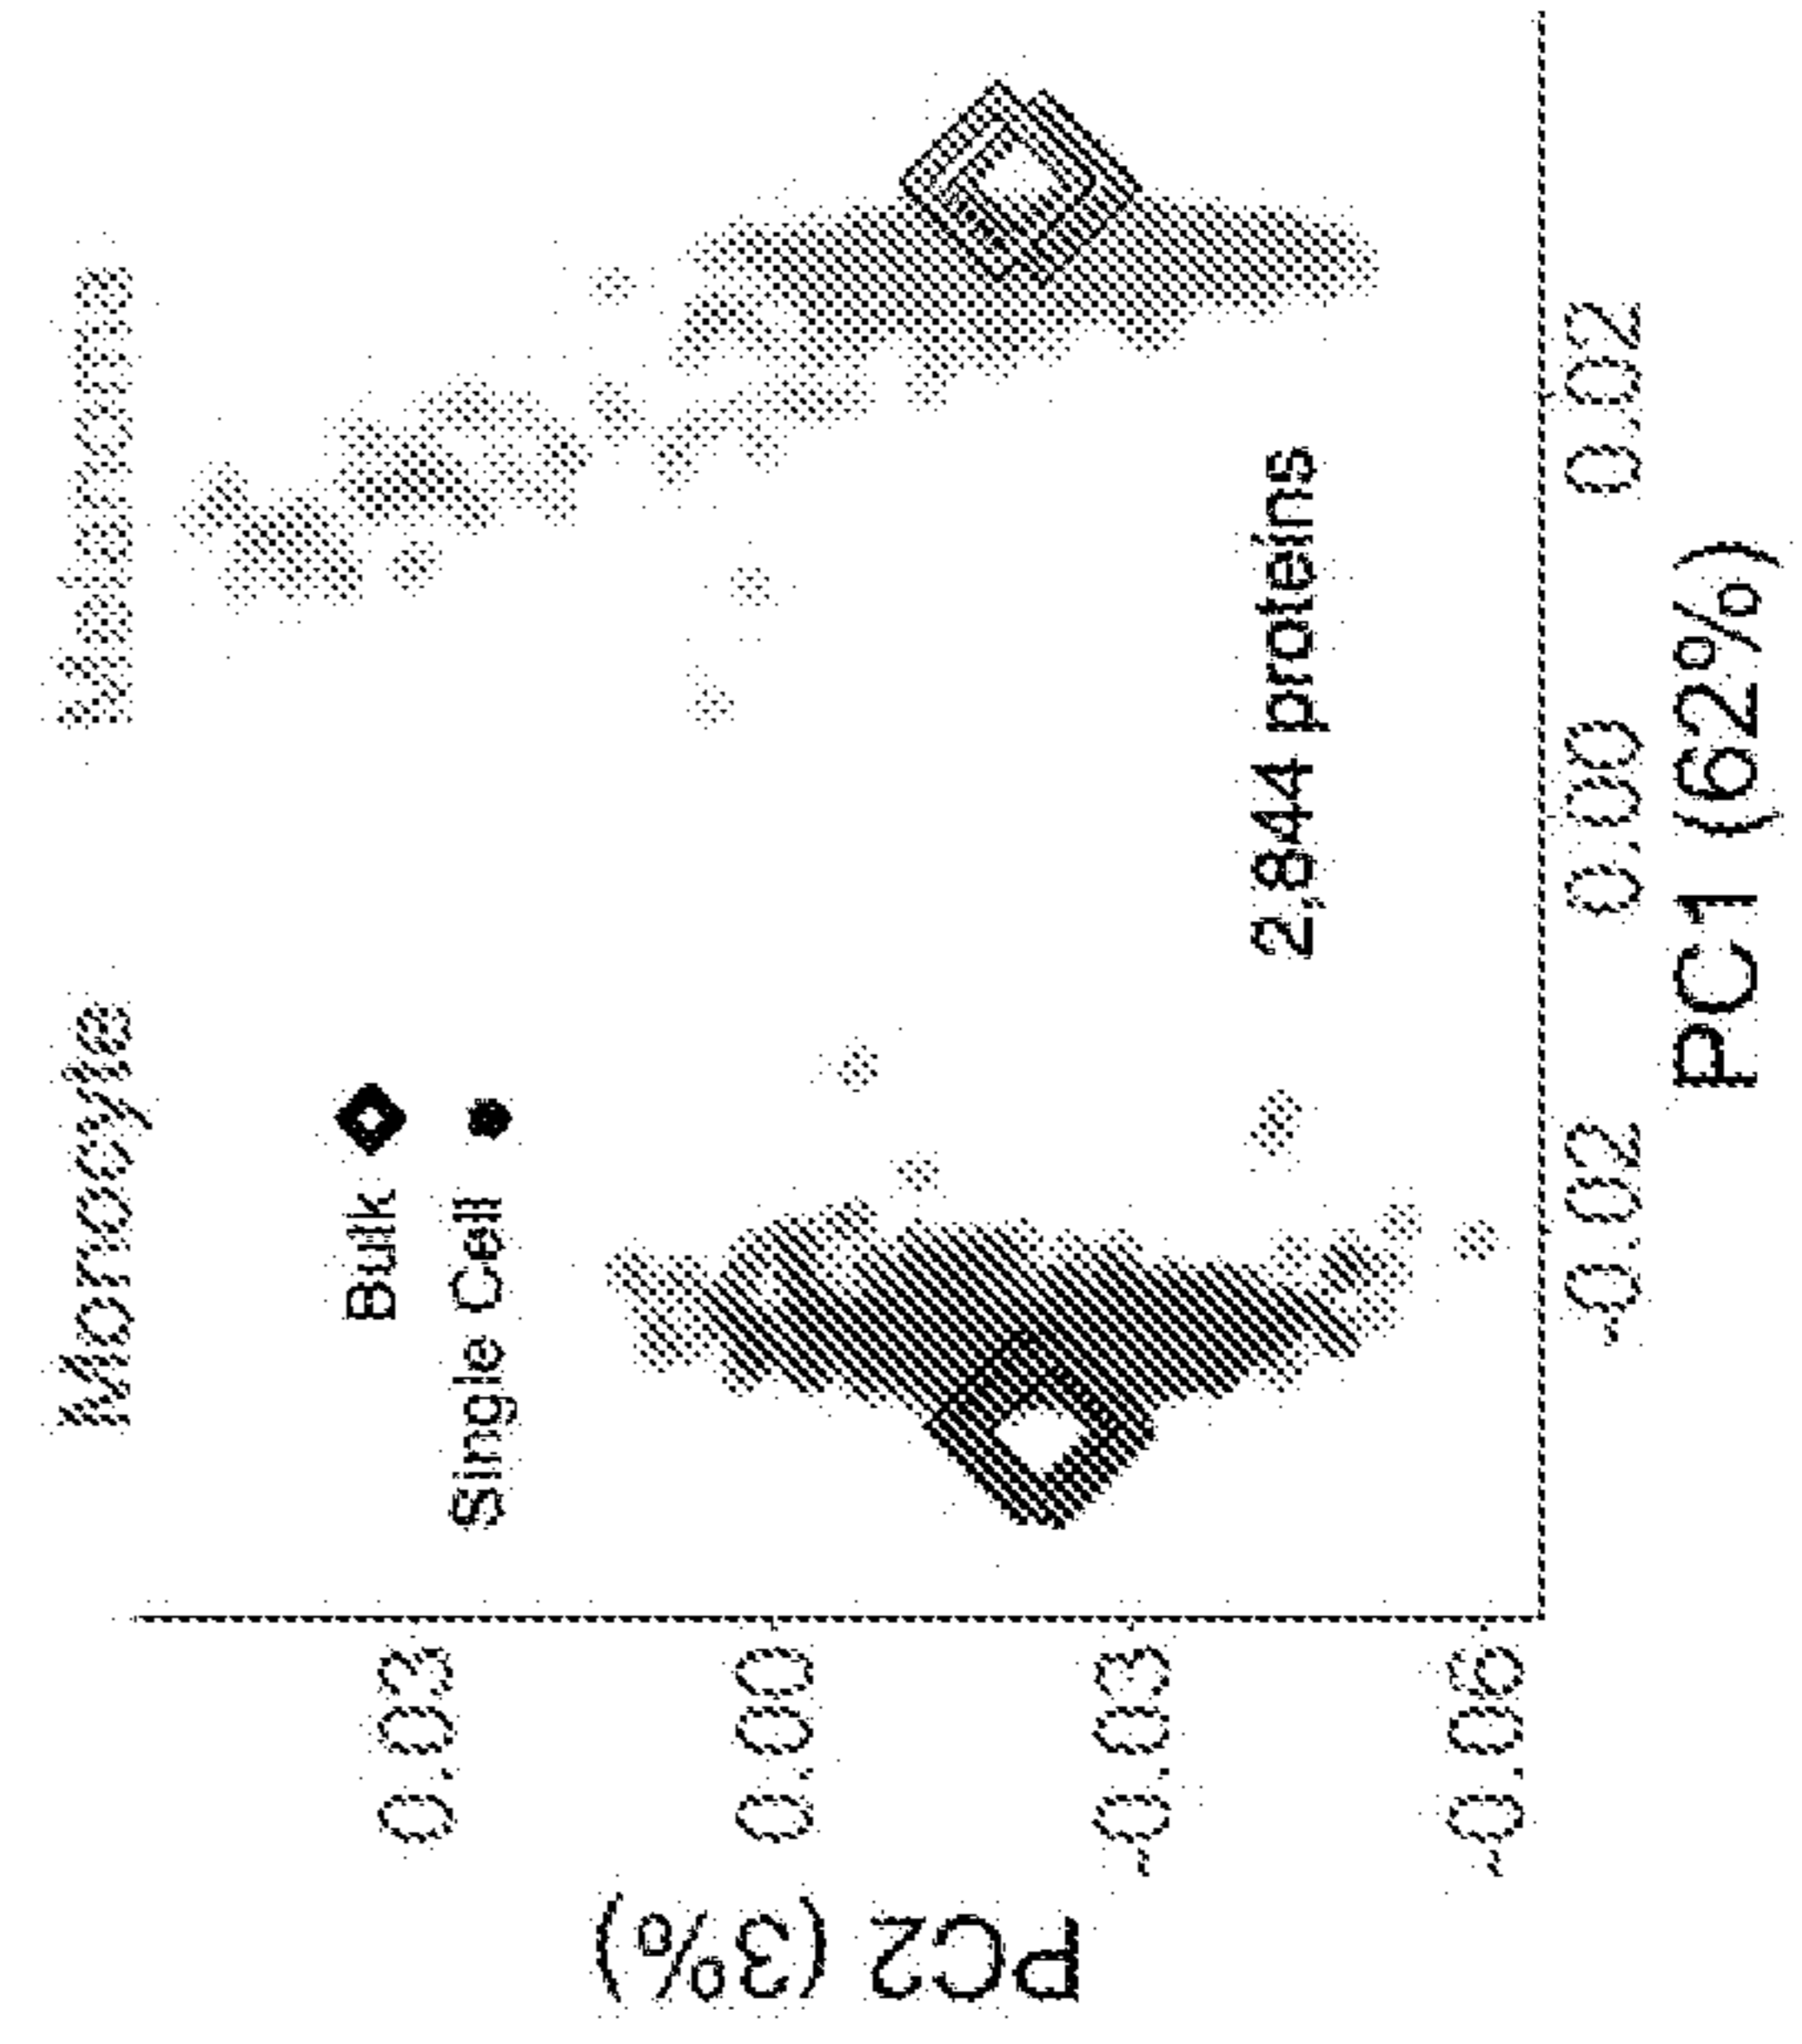 Monocyte
Melanoma
Bulk
Single Cell
2,844 proteins
0.03
0.00
-0.03
-0.06
PC2 (3%)
-0.02
0.00
0.02
PC1 (62%)